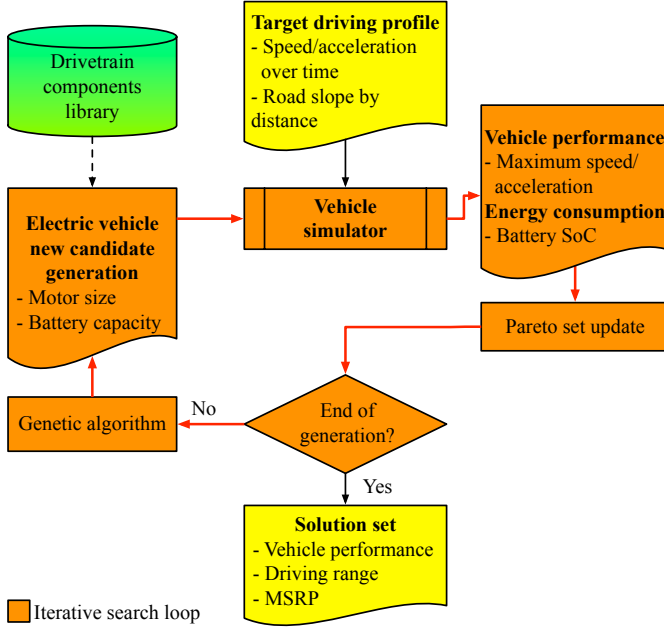 Drivetrain
components
library
Target driving profile
- Speed/acceleration
over time
- Road slope by
distance
Electric vehicle
new candidate
generation
- Motor size
- Battery capacity
Vehicle
simulator
Vehicle performance
- Maximum speed/
acceleration
Energy consumption
- Battery SoC
Pareto set update
End of
generation?
No
Genetic algorithm
Yes
Solution set
- Vehicle performance
- Driving range
- MSRP
Iterative search loop